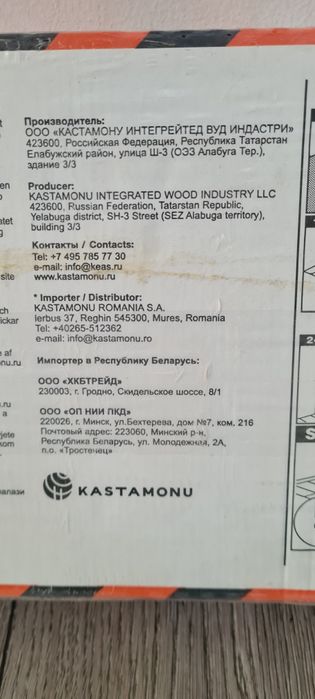 Производитель:
ООО «КАСТАМОНУ ИНТЕГРЕЙТЕД ВУД ИНДАСТРИ»
423600, Российская Федерация, Республика Татарстан
Елабужский район, улица Ш-3 (ОЭЗ Алабуга Тер.),
здание 3/3
Producer:
KASTAMONU INTEGRATED WOOD INDUSTRY LLC
423600, Russian Federation, Tatarstan Republic,
Yelabuga district, SH-3 Street (SEZ Alabuga territory),
building 3/3
Контакты / Contacts:
Tel: +7 495 785 77 30
e-mail: info@keas.ru
www.kastamonu.ru
* Importer / Distributor:
KASTAMONU ROMANIA S.A.
Ierbus 37, Reghin 545300, Mures, Romania
Tel: +40265-512362
e-mail: info@kastamonu.ro
Импортер в Республику Беларусь:
ООО «ХКБТРЕЙД»
230003, г. Гродно, Скидельское шоссе, 8/1
ООО «ОП НИИ ПКД»
220026, г. Минск, ул.Бехтерева, дом №7, ком. 216
Почтовый адрес: 223060, Минский р-н,
Республика Беларусь, ул. Молодежная, 2А,
п.о. «Тростенец»
KASTAMONU